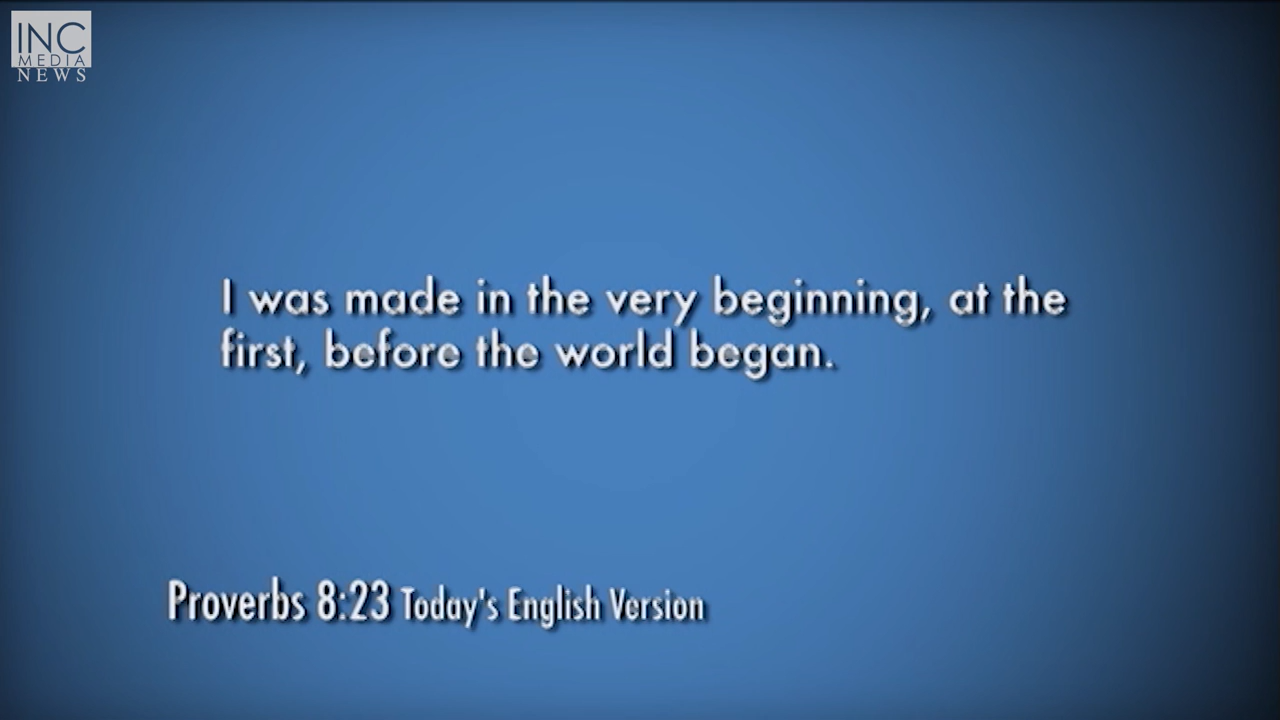 INC
MEDIA
NEWS
I was made in the very beginning, at the
first, before the world began.
Proverbs 8:23 Today's English Version